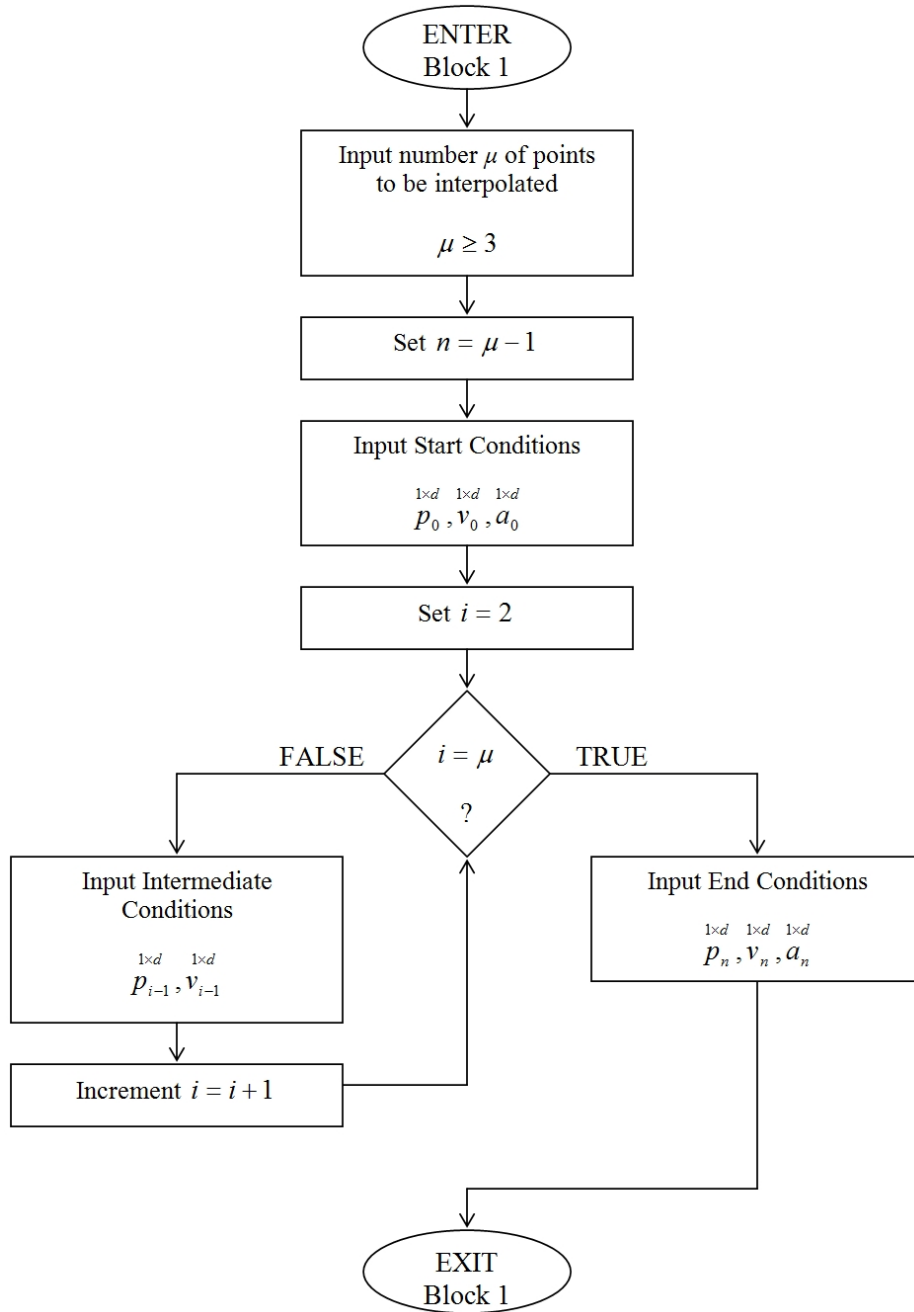 ENTER
Block 1
Input number μ of points
to be interpolated
μ ≥ 3
Set n = μ − 1
Input Start Conditions
1×d 1×d 1×d
p₀ , v₀ , a₀
Set i = 2
FALSE
i = μ
?
TRUE
Input Intermediate
Conditions
1×d 1×d
pᵢ₋₁ , vᵢ₋₁
Increment i = i + 1
Input End Conditions
1×d 1×d 1×d
pₙ , vₙ , aₙ
EXIT
Block 1